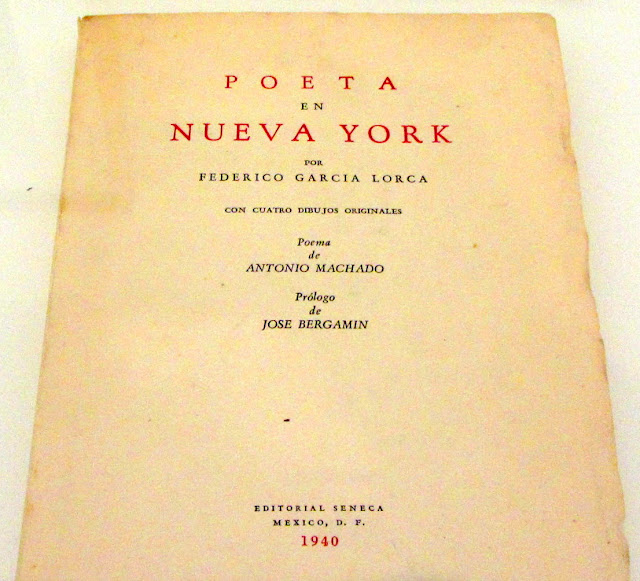 POETA
EN
NUEVA YORK
POR
FEDERICO GARCIA LORCA
CON CUATRO DIBUJOS ORIGINALES
Poema
de
ANTONIO MACHADO
Prólogo
de
JOSE BERGAMIN
EDITORIAL SENECA
MEXICO, D. F.
1940